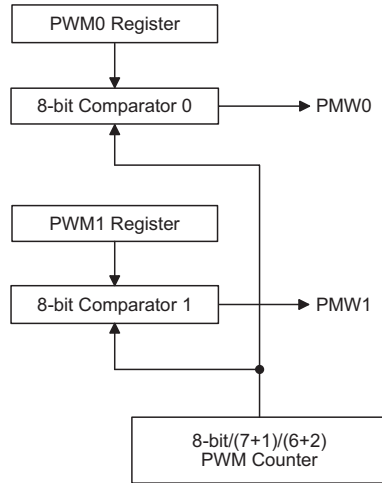 PWM0 Register
8-bit Comparator 0
PMW0
PWM1 Register
8-bit Comparator 1
PMW1
8-bit/(7+1)/(6+2)
PWM Counter